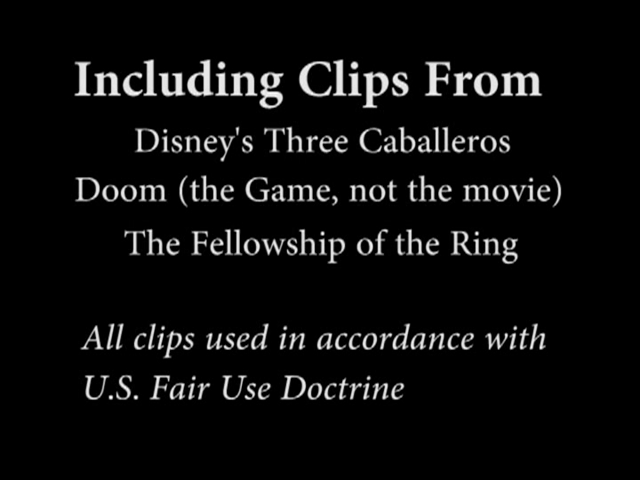 Including Clips From
Disney's Three Caballeros
Doom (the Game, not the movie)
The Fellowship of the Ring
All clips used in accordance with
U.S. Fair Use Doctrine